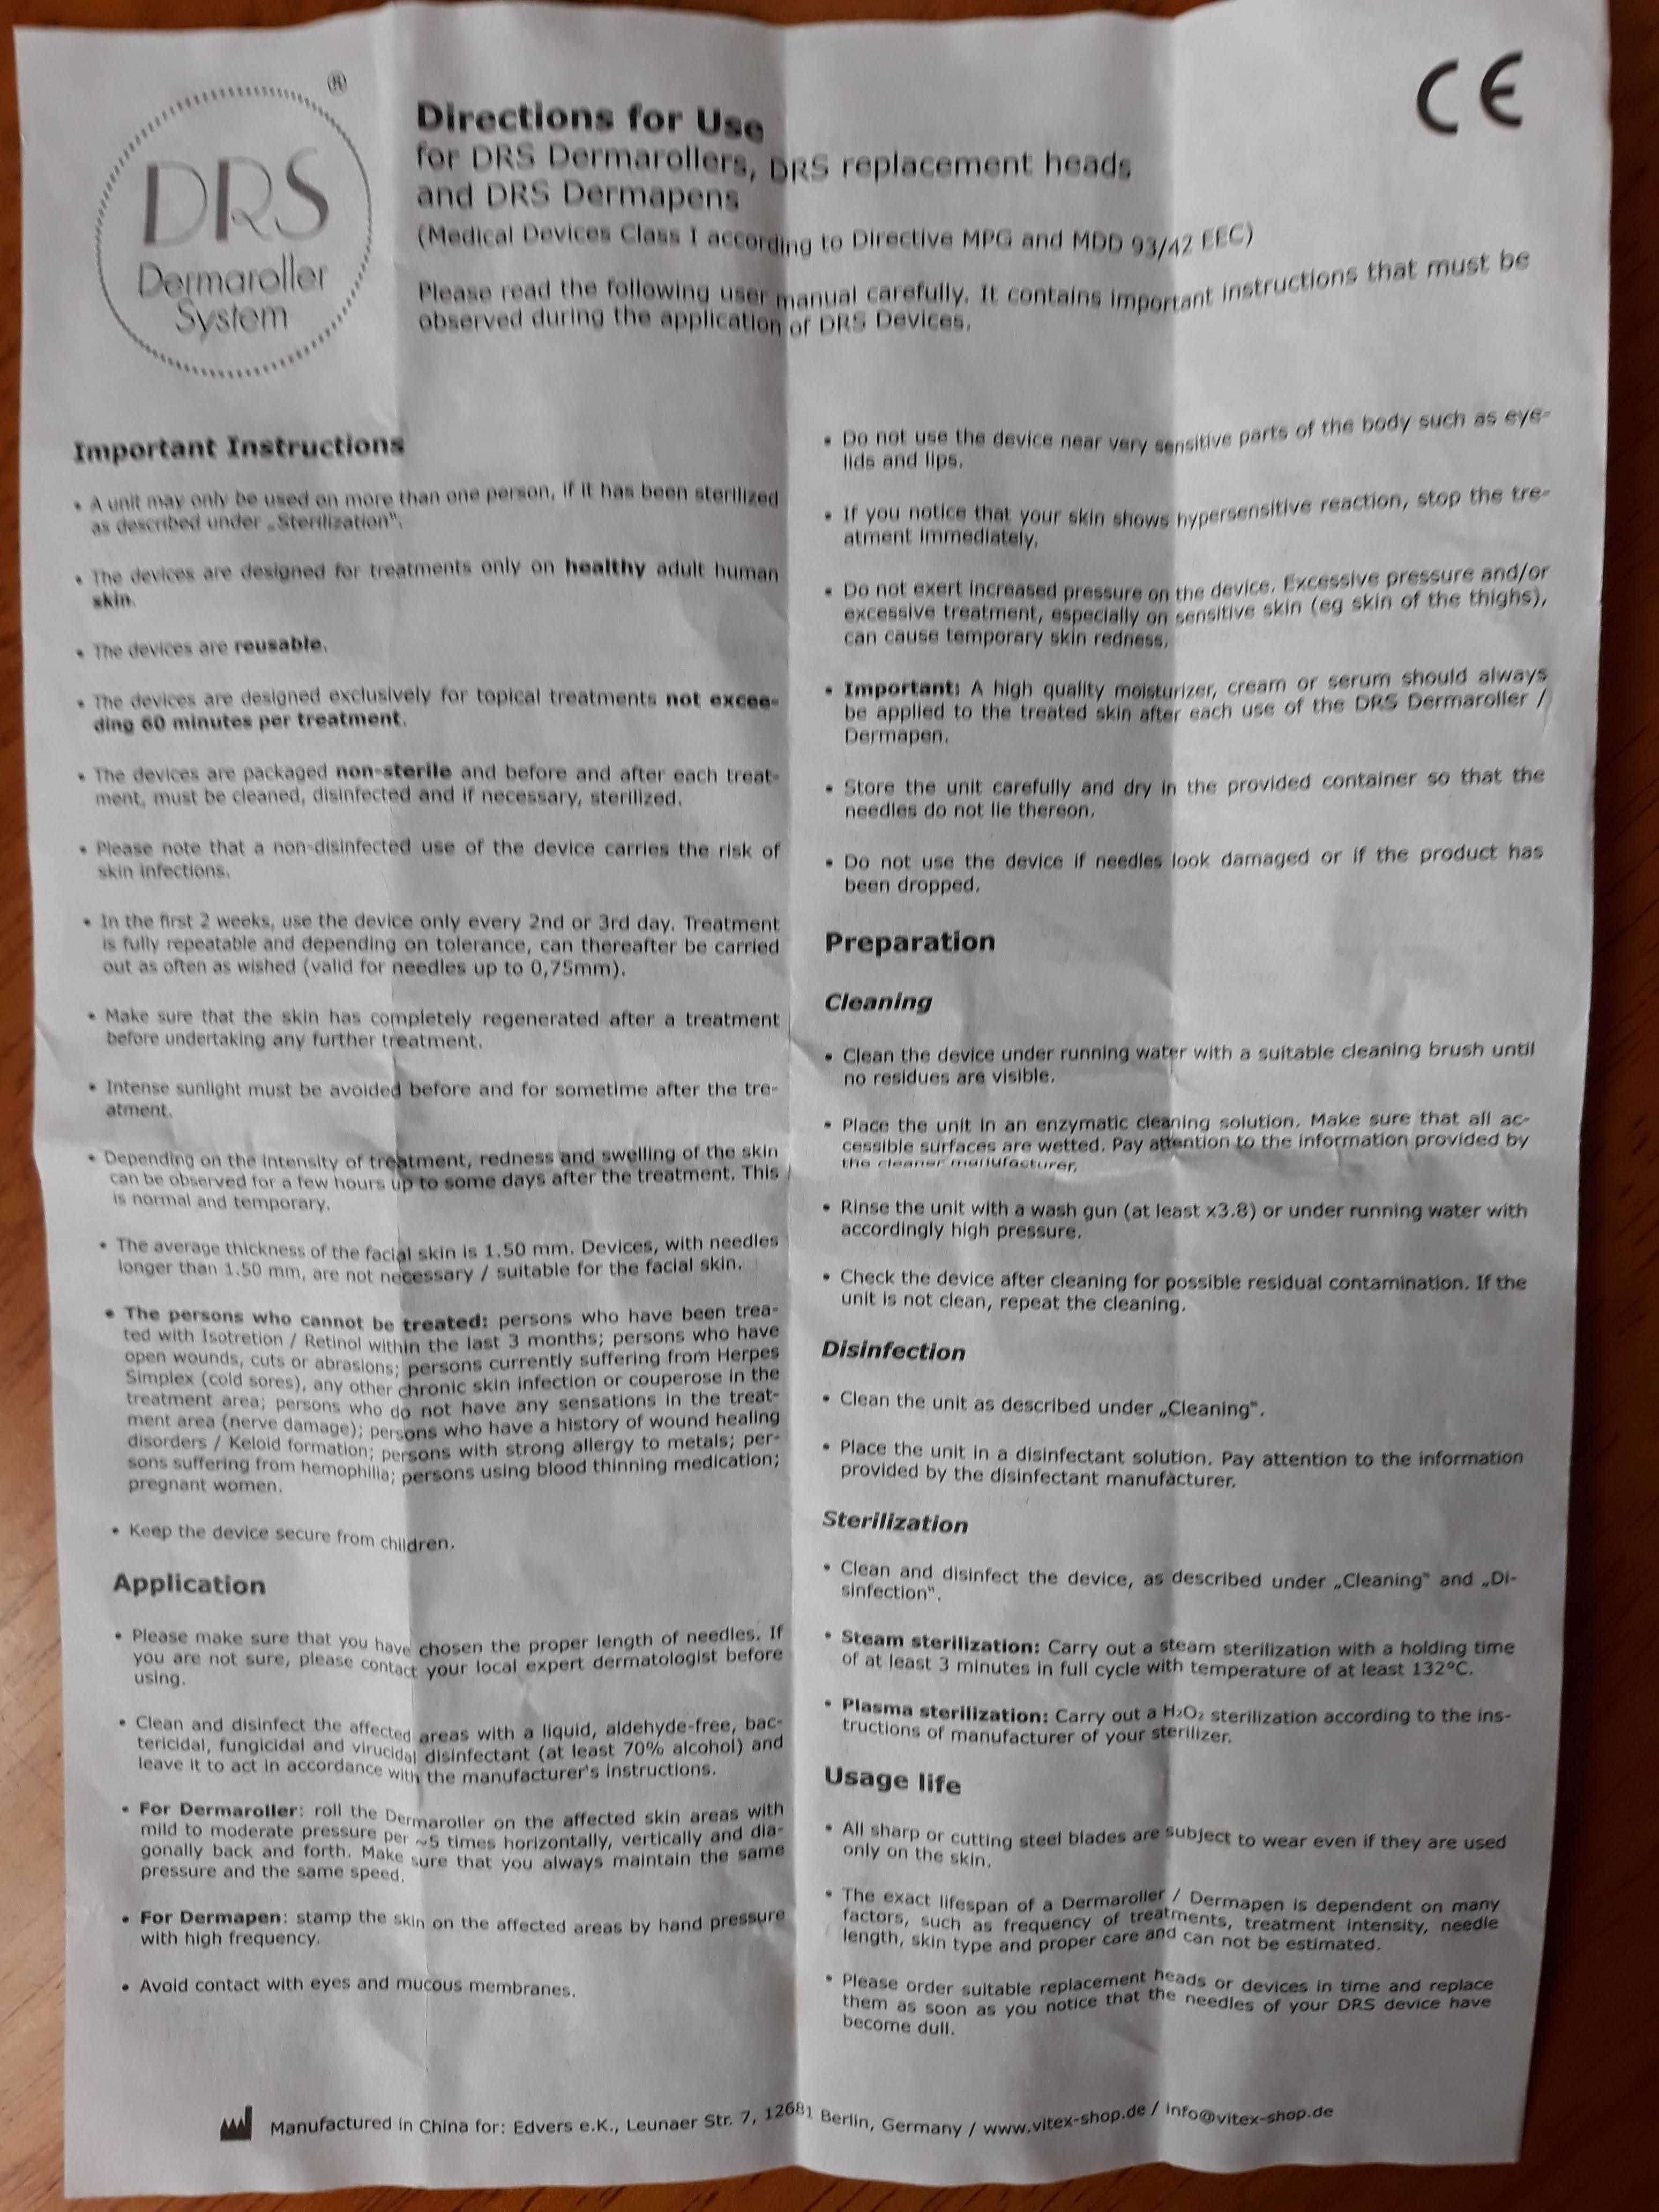 ®
DRS
Dermaroller
System
CE
Directions for Use
for DRS Dermarollers, DRS replacement heads
and DRS Dermapens
(Medical Devices Class I according to Directive MPG and MDD 93/42 EEC)
Please read the following user manual carefully. It contains important instructions that must be
observed during the application of DRS Devices.
Important Instructions
• A unit may only be used on more than one person, if it has been sterilized
as described under „Sterilization“.
• The devices are designed for treatments only on healthy adult human
skin.
• The devices are reusable.
• The devices are designed exclusively for topical treatments not excee-
ding 60 minutes per treatment.
• The devices are packaged non-sterile and before and after each treat-
ment, must be cleaned, disinfected and if necessary, sterilized.
• Please note that a non-disinfected use of the device carries the risk of
skin infections.
• In the first 2 weeks, use the device only every 2nd or 3rd day. Treatment
is fully repeatable and depending on tolerance, can thereafter be carried
out as often as wished (valid for needles up to 0,75mm).
• Make sure that the skin has completely regenerated after a treatment
before undertaking any further treatment.
• Intense sunlight must be avoided before and for sometime after the tre-
atment.
• Depending on the intensity of treatment, redness and swelling of the skin
can be observed for a few hours up to some days after the treatment. This
is normal and temporary.
• The average thickness of the facial skin is 1.50 mm. Devices, with needles
longer than 1.50 mm, are not necessary / suitable for the facial skin.
• The persons who cannot be treated: persons who have been trea-
ted with Isotretion / Retinol within the last 3 months; persons who have
open wounds, cuts or abrasions; persons currently suffering from Herpes
Simplex (cold sores), any other chronic skin infection or couperose in the
treatment area; persons who do not have any sensations in the treat-
ment area (nerve damage); persons who have a history of wound healing
disorders / Keloid formation; persons with strong allergy to metals; per-
sons suffering from hemophilia; persons using blood thinning medication;
pregnant women.
• Keep the device secure from children.
Application
• Please make sure that you have chosen the proper length of needles. If
you are not sure, please contact your local expert dermatologist before
using.
• Clean and disinfect the affected areas with a liquid, aldehyde-free, bac-
tericidal, fungicidal and virucidal disinfectant (at least 70% alcohol) and
leave it to act in accordance with the manufacturer's instructions.
• For Dermaroller: roll the Dermaroller on the affected skin areas with
mild to moderate pressure per ~5 times horizontally, vertically and dia-
gonally back and forth. Make sure that you always maintain the same
pressure and the same speed.
• For Dermapen: stamp the skin on the affected areas by hand pressure
with high frequency.
• Avoid contact with eyes and mucous membranes.
• Do not use the device near very sensitive parts of the body such as eye-
lids and lips.
• If you notice that your skin shows hypersensitive reaction, stop the tre-
atment immediately.
• Do not exert increased pressure on the device. Excessive pressure and/or
excessive treatment, especially on sensitive skin (eg skin of the thighs),
can cause temporary skin redness.
• Important: A high quality moisturizer, cream or serum should always
be applied to the treated skin after each use of the DRS Dermaroller /
Dermapen.
• Store the unit carefully and dry in the provided container so that the
needles do not lie thereon.
• Do not use the device if needles look damaged or if the product has
been dropped.
Preparation
Cleaning
• Clean the device under running water with a suitable cleaning brush until
no residues are visible.
• Place the unit in an enzymatic cleaning solution. Make sure that all ac-
cessible surfaces are wetted. Pay attention to the information provided by
the cleaner manufacturer.
• Rinse the unit with a wash gun (at least x3.8) or under running water with
accordingly high pressure.
• Check the device after cleaning for possible residual contamination. If the
unit is not clean, repeat the cleaning.
Disinfection
• Clean the unit as described under „Cleaning“.
• Place the unit in a disinfectant solution. Pay attention to the information
provided by the disinfectant manufacturer.
Sterilization
• Clean and disinfect the device, as described under „Cleaning“ and „Di-
sinfection“.
• Steam sterilization: Carry out a steam sterilization with a holding time
of at least 3 minutes in full cycle with temperature of at least 132°C.
• Plasma sterilization: Carry out a H₂O₂ sterilization according to the ins-
tructions of manufacturer of your sterilizer.
Usage life
• All sharp or cutting steel blades are subject to wear even if they are used
only on the skin.
• The exact lifespan of a Dermaroller / Dermapen is dependent on many
factors, such as frequency of treatments, treatment intensity, needle
length, skin type and proper care and can not be estimated.
• Please order suitable replacement heads or devices in time and replace
them as soon as you notice that the needles of your DRS device have
become dull.
Manufactured in China for: Edvers e.K., Leunaer Str. 7, 12681 Berlin, Germany / www.vitex-shop.de / info@vitex-shop.de